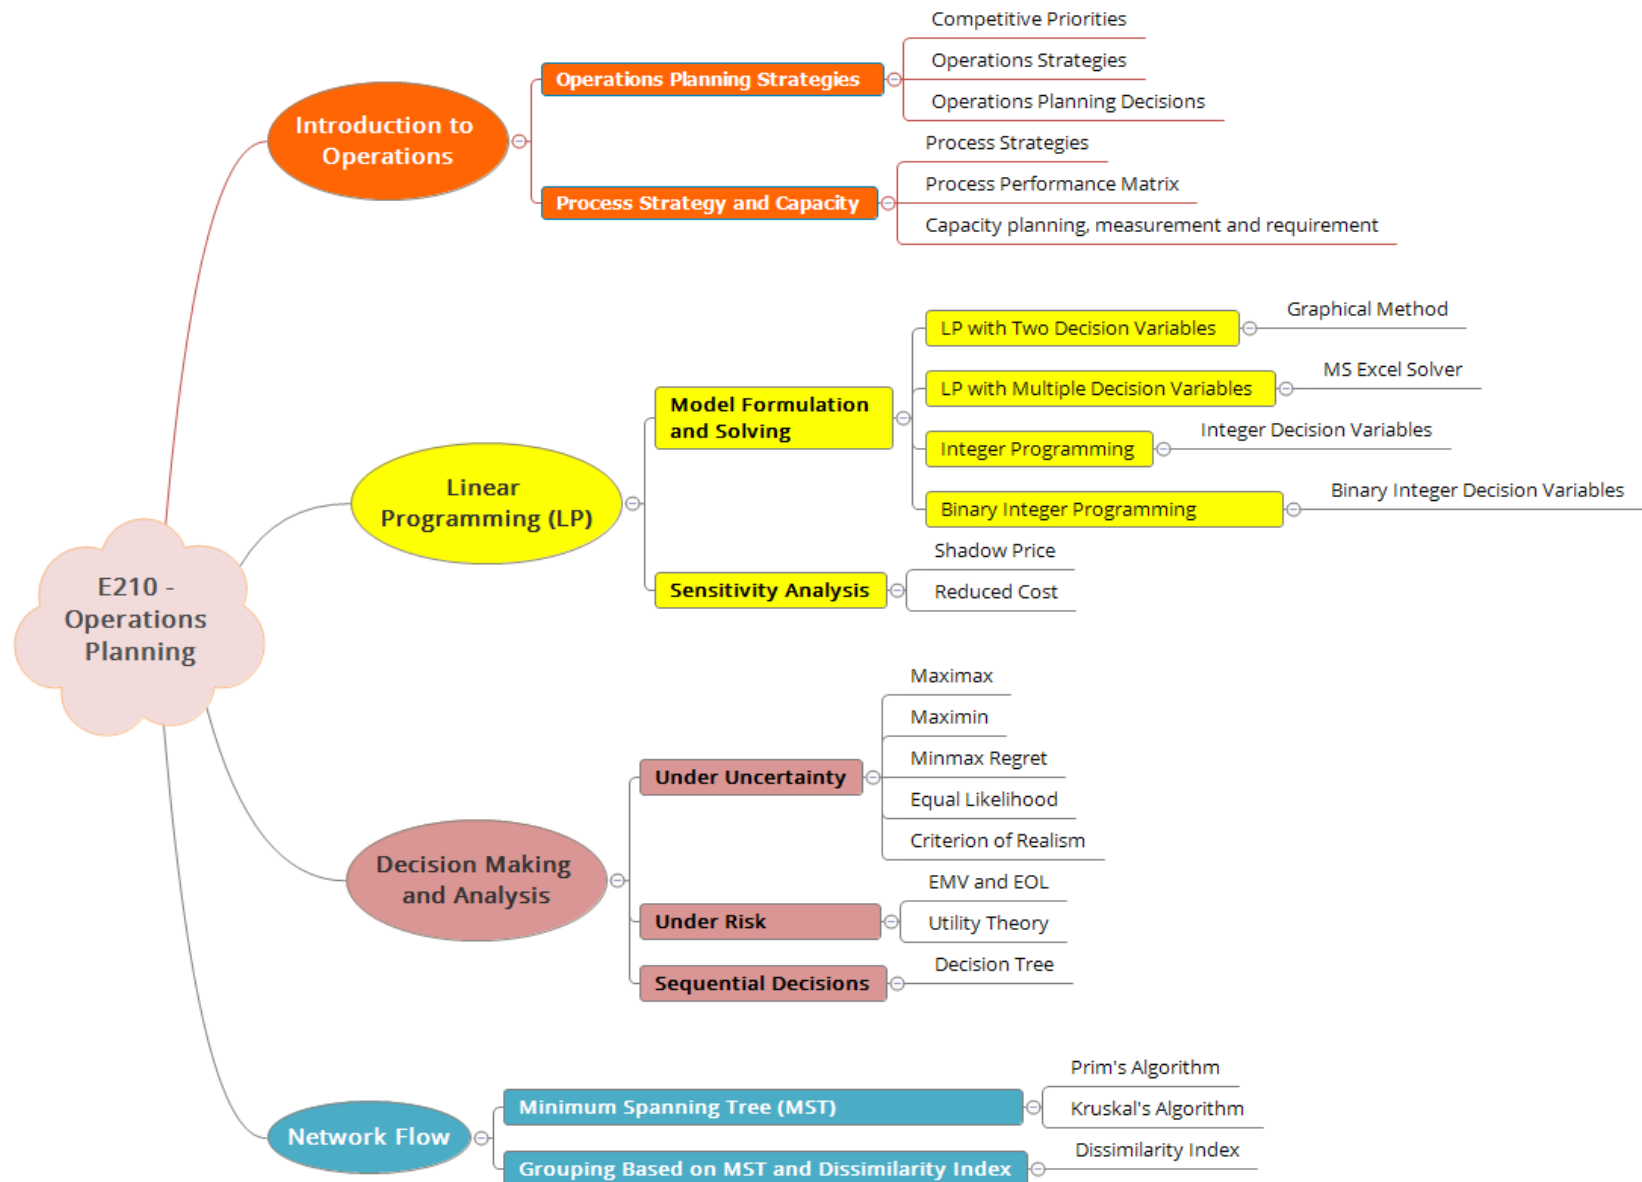 E210 -
Operations
Planning
Introduction to
Operations
Operations Planning Strategies
Competitive Priorities
Operations Strategies
Operations Planning Decisions
Process Strategy and Capacity
Process Strategies
Process Performance Matrix
Capacity planning, measurement and requirement
Linear
Programming (LP)
Model Formulation
and Solving
LP with Two Decision Variables
Graphical Method
LP with Multiple Decision Variables
MS Excel Solver
Integer Programming
Integer Decision Variables
Binary Integer Programming
Binary Integer Decision Variables
Sensitivity Analysis
Shadow Price
Reduced Cost
Decision Making
and Analysis
Under Uncertainty
Maximax
Maximin
Minmax Regret
Equal Likelihood
Criterion of Realism
Under Risk
EMV and EOL
Utility Theory
Sequential Decisions
Decision Tree
Network Flow
Minimum Spanning Tree (MST)
Prim's Algorithm
Kruskal's Algorithm
Grouping Based on MST and Dissimilarity Index
Dissimilarity Index